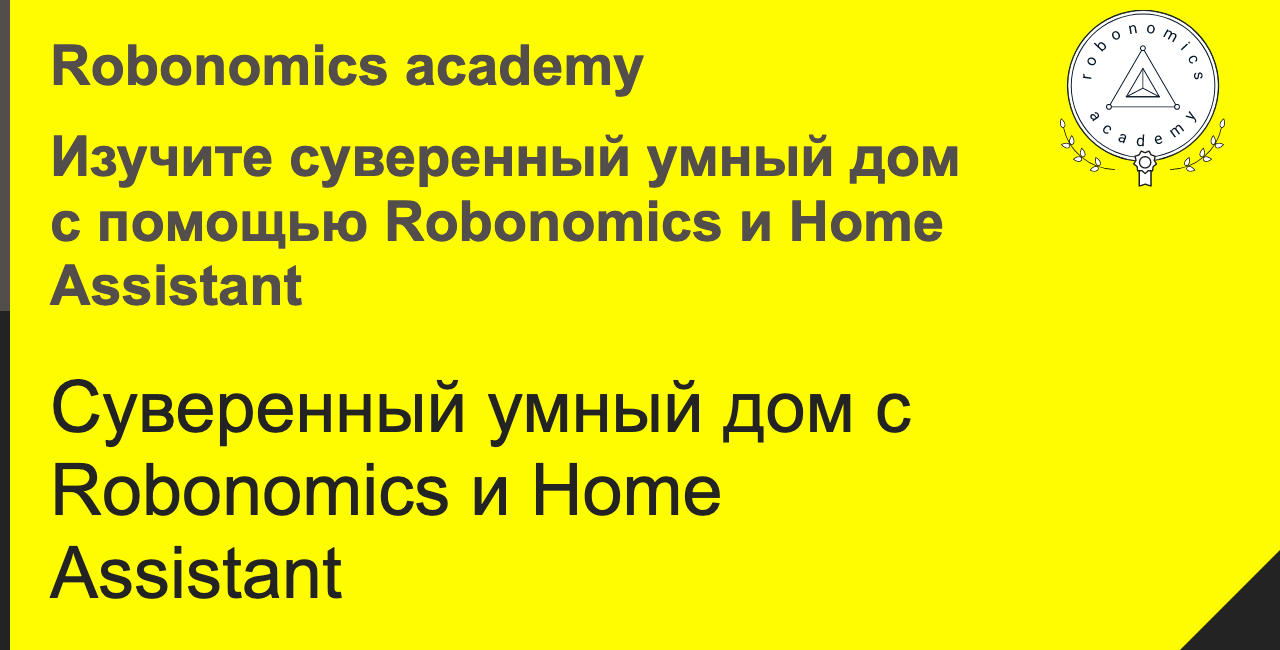 Robonomics academy
robonomics
academy
Изучите суверенный умный дом
с помощью Robonomics и Home
Assistant
Суверенный умный дом с
Robonomics и Home
Assistant